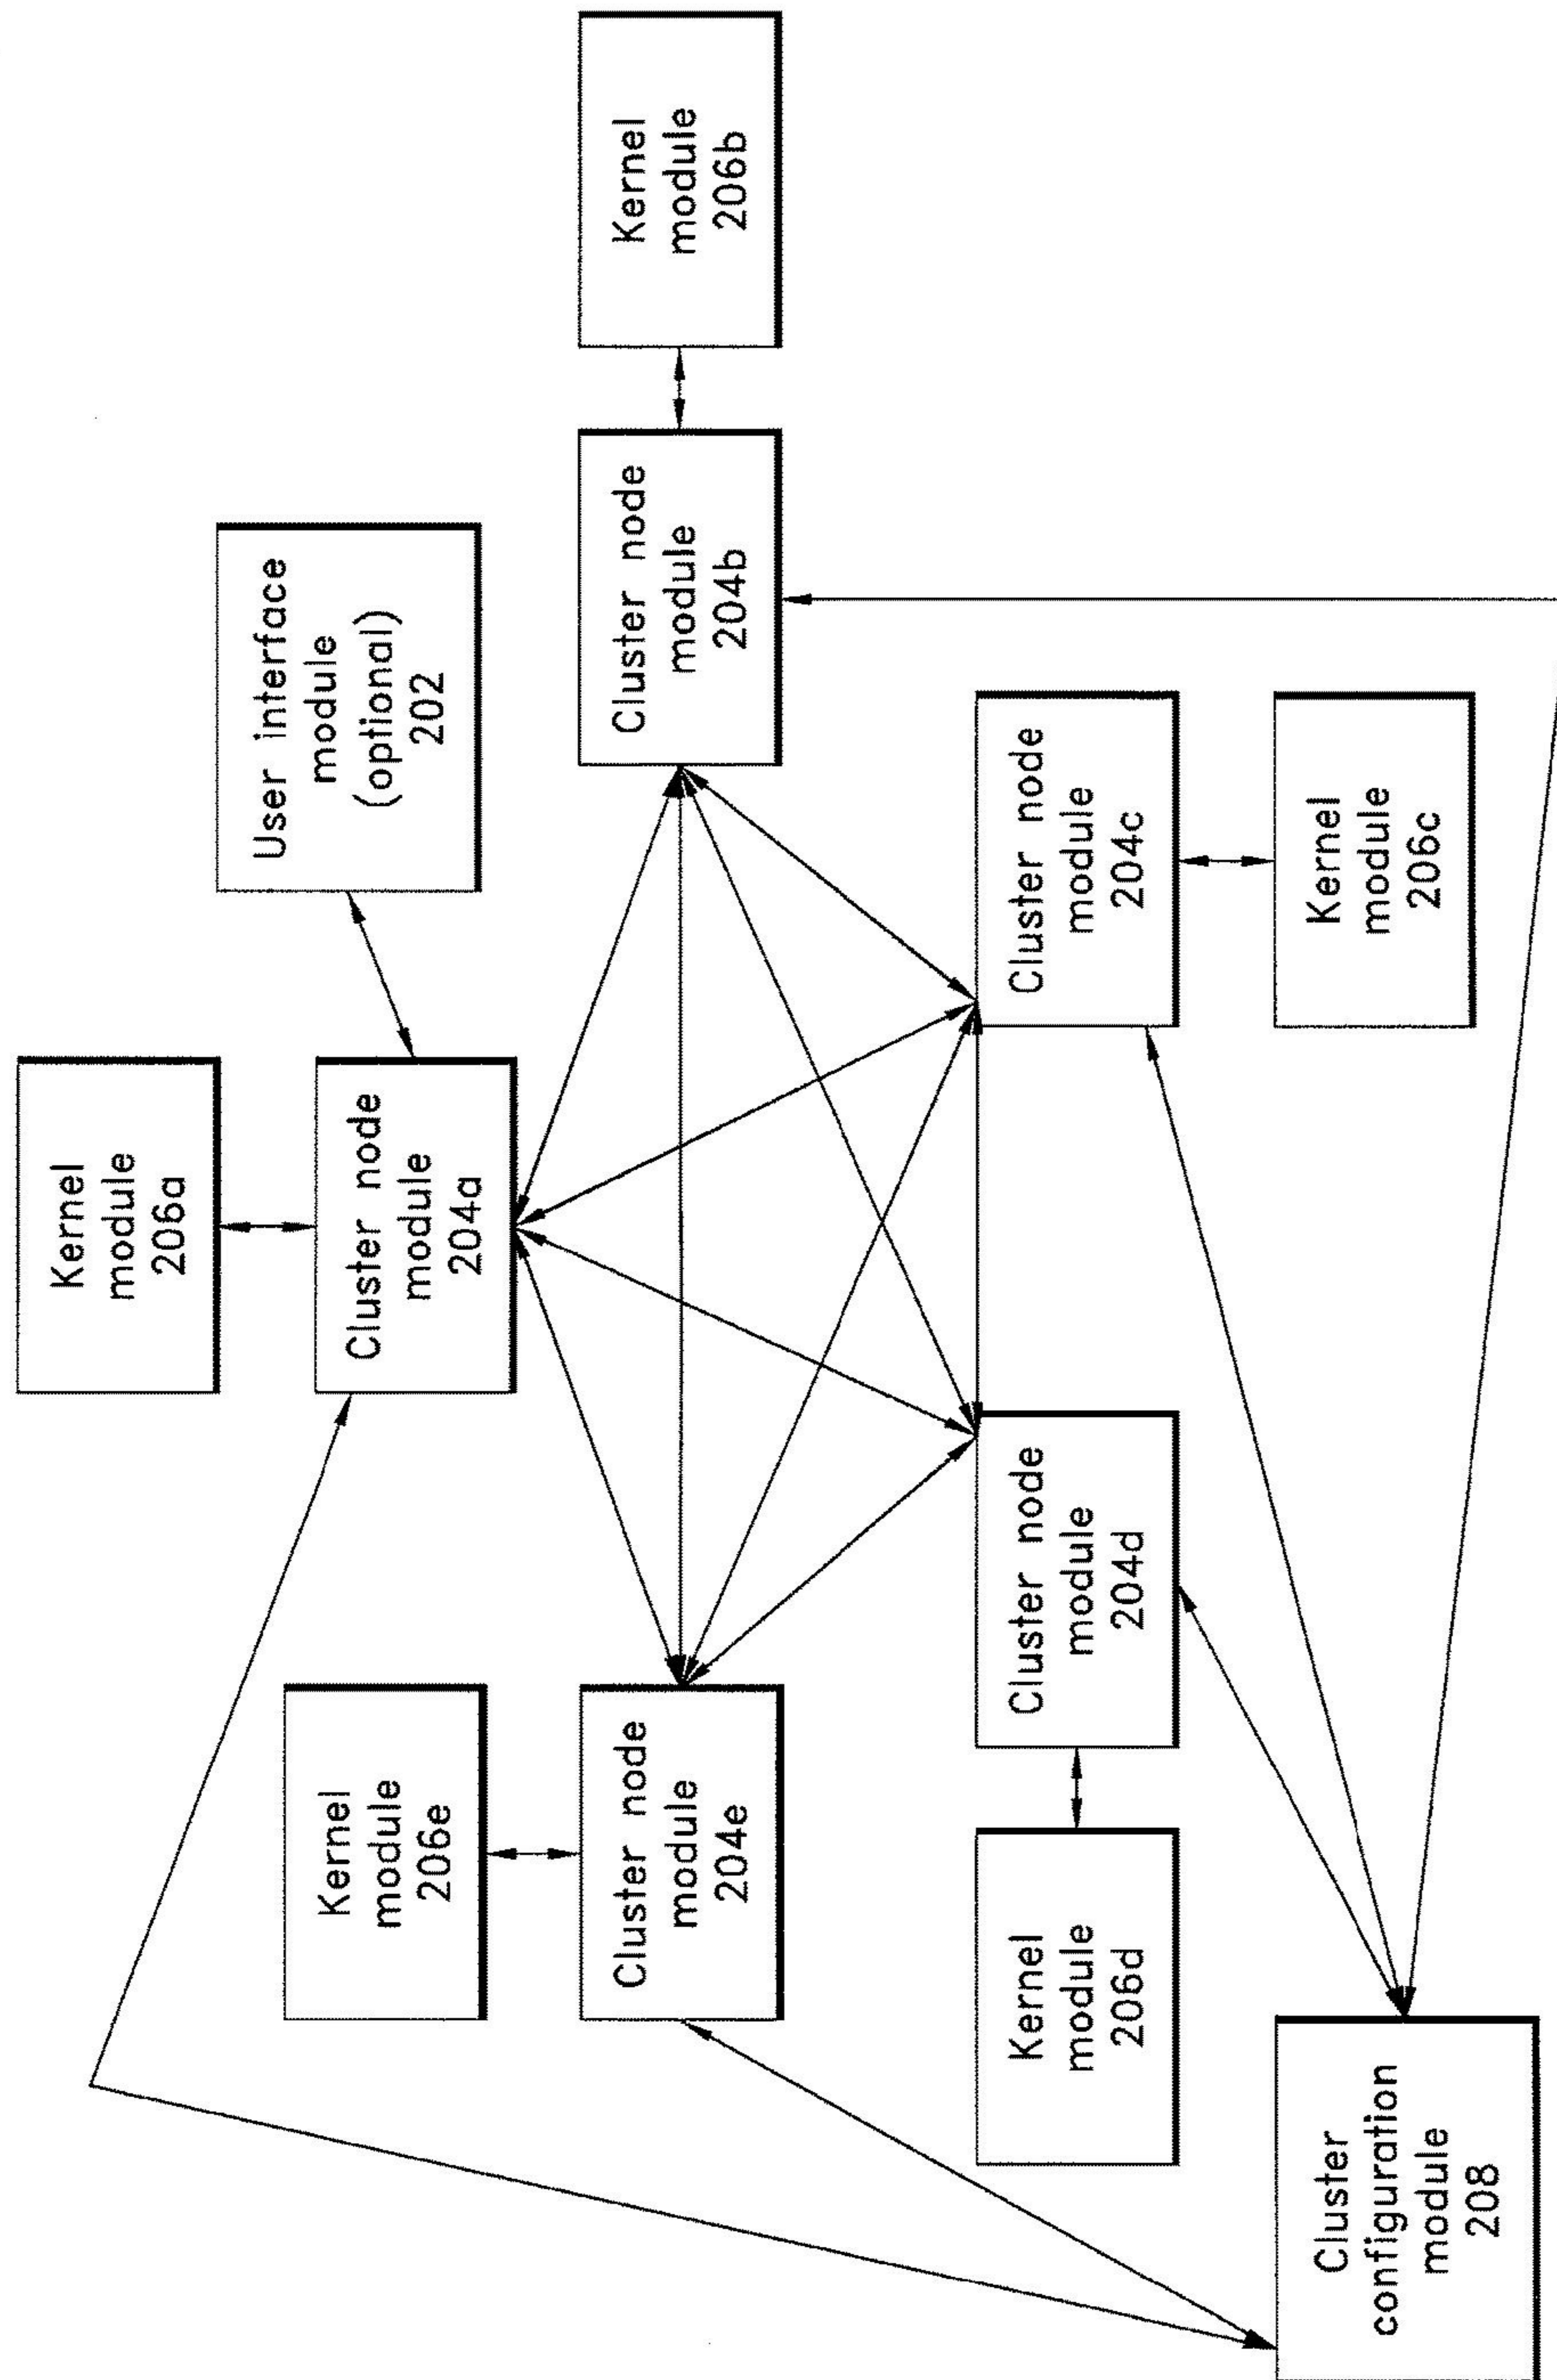 Kernel
module
206a
User interface
module
(optional)
202
Cluster node
module
204a
Kernel
module
206e
Cluster node
module
204e
Cluster node
module
204b
Kernel
module
206b
Kernel
module
206d
Cluster node
module
204d
Cluster node
module
204c
Kernel
module
206c
Cluster
configuration
module
208